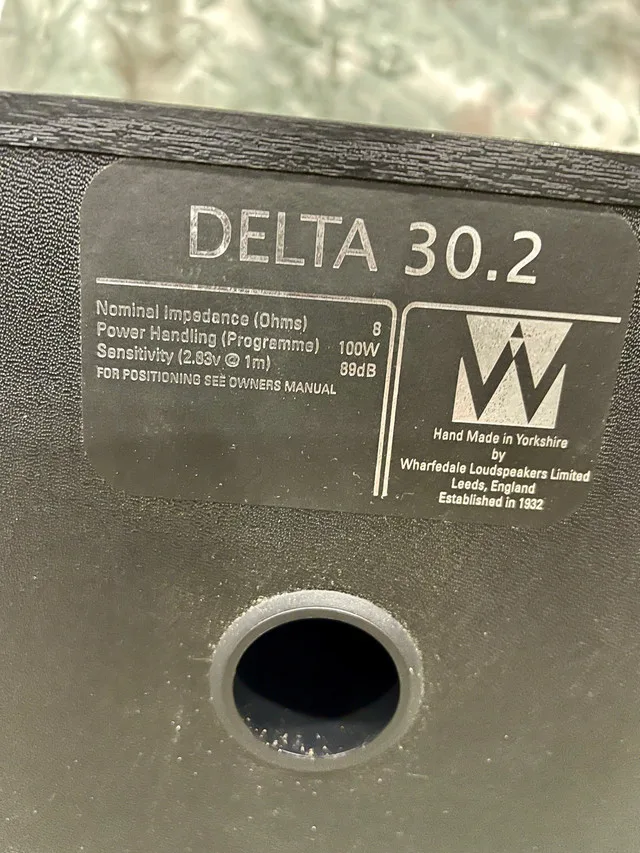 DELTA 30.2
Nominal Impedance (Ohms) 8
Power Handling (Programme) 100W
Sensitivity (2.83v @ 1m) 89dB
FOR POSITIONING SEE OWNERS MANUAL
W
Hand Made in Yorkshire
by
Wharfedale Loudspeakers Limited
Leeds, England
Established in 1932